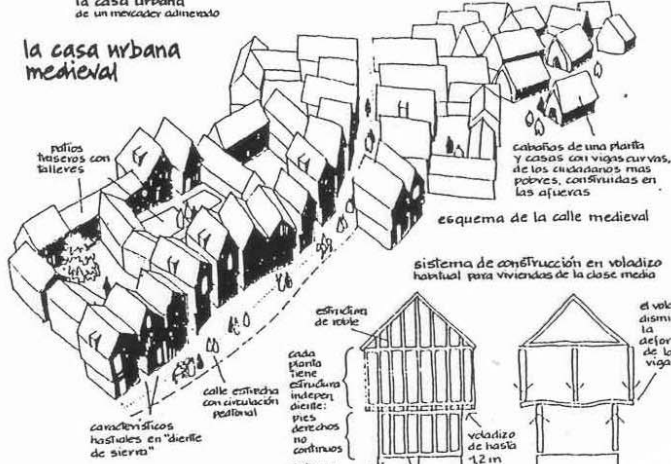 la casa urbana
de un mercader adinerado
la casa urbana
medieval
patios
traseros con
talleres
cabañas de una planta
y casas con vigas curvas,
de los ciudadanos mas
pobres, construidas en
las afueras
esquema de la calle medieval
sistema de construcción en voladizo
habitual para viviendas de la clase media
estructura
de roble
cada
planta
tiene
estructura
indepen
diente:
pies
derechos
no
continuos
voladizo
de hasta
1,2 m
el
la
de
calle estrecha
con circulación
peatonal
característicos
hastiales en "diente
de sierra"